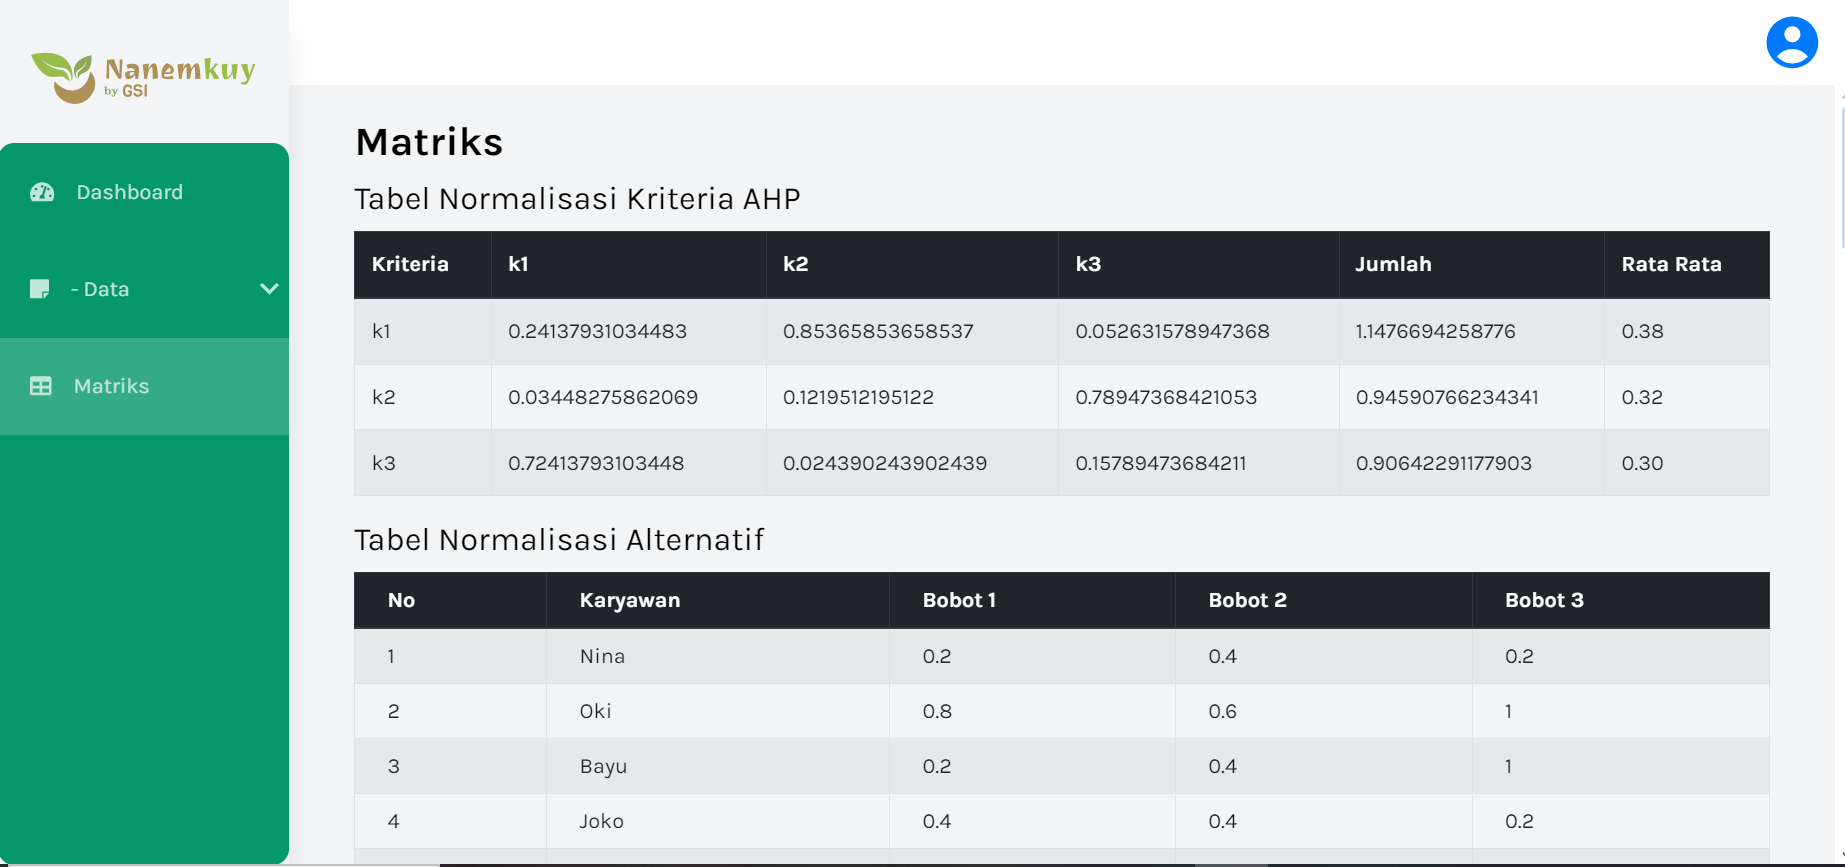 Nanemkuy
by GSI
Dashboard
- Data
Matriks
Matriks
Tabel Normalisasi Kriteria AHP
Kriteria k1 k2 k3 Jumlah Rata Rata
k1 0.24137931034483 0.85365853658537 0.052631578947368 1.1476694258776 0.38
k2 0.03448275862069 0.1219512195122 0.78947368421053 0.94590766234341 0.32
k3 0.72413793103448 0.024390243902439 0.15789473684211 0.90642291177903 0.30
Tabel Normalisasi Alternatif
No Karyawan Bobot 1 Bobot 2 Bobot 3
1 Nina 0.2 0.4 0.2
2 Oki 0.8 0.6 1
3 Bayu 0.2 0.4 1
4 Joko 0.4 0.4 0.2